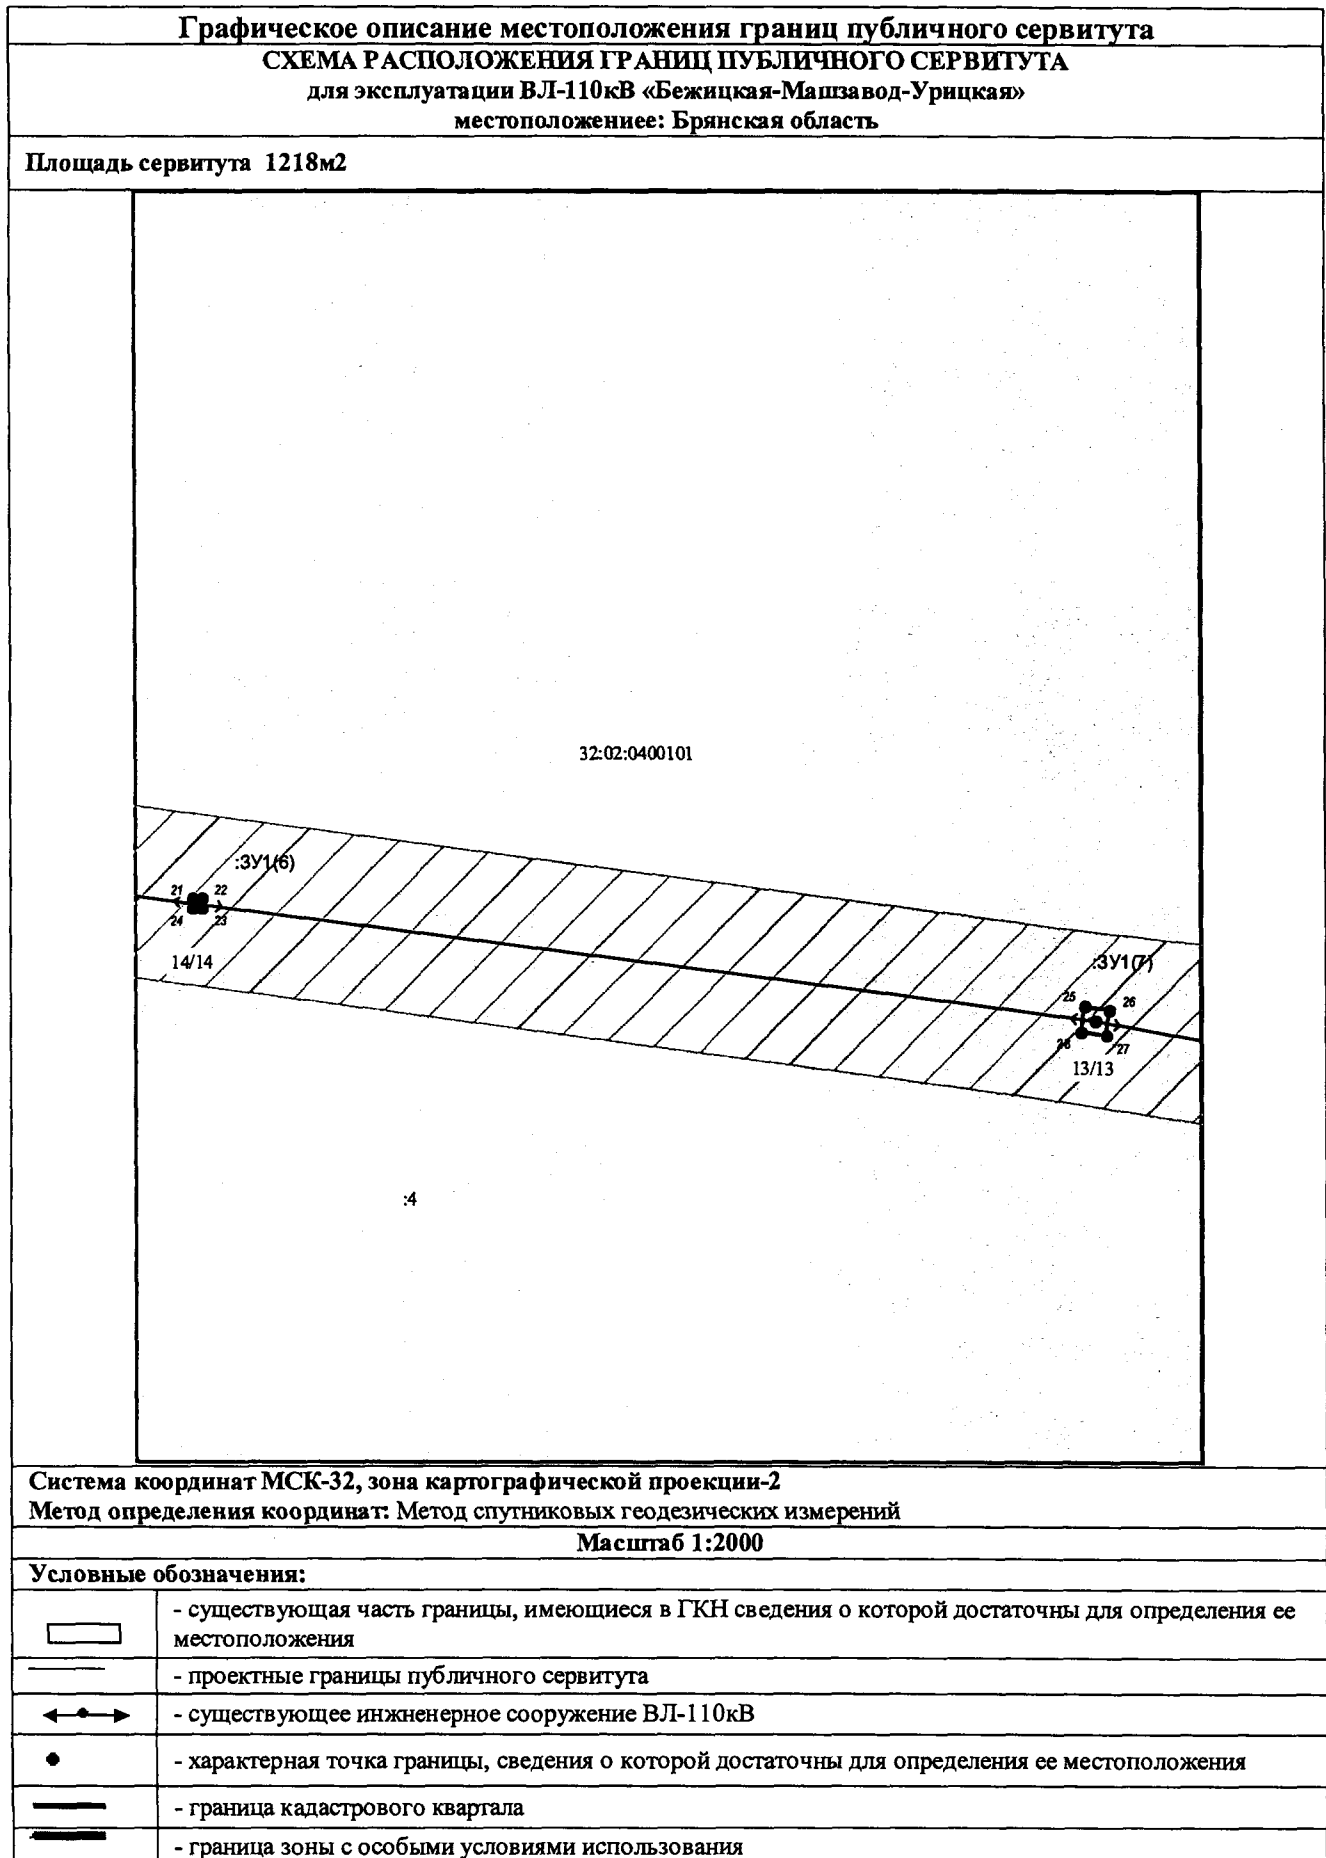 Графическое описание местоположения границ публичного сервитута
СХЕМА РАСПОЛОЖЕНИЯ ГРАНИЦ ПУБЛИЧНОГО СЕРВИТУТА
для эксплуатации ВЛ-110кВ «Бежицкая-Машзавод-Урицкая»
местоположениее: Брянская область
Площадь сервитута 1218м2
32:02:0400101
:ЗУ1(6)
21 22
24 23
14/14
:ЗУ1(7)
25 26
28 27
13/13
:4
Система координат МСК-32, зона картографической проекции-2
Метод определения координат: Метод спутниковых геодезических измерений
Масштаб 1:2000
Условные обозначения:
- существующая часть границы, имеющиеся в ГКН сведения о которой достаточны для определения ее
местоположения
- проектные границы публичного сервитута
- существующее инжненерное сооружение ВЛ-110кВ
- характерная точка границы, сведения о которой достаточны для определения ее местоположения
- граница кадастрового квартала
- граница зоны с особыми условиями использования